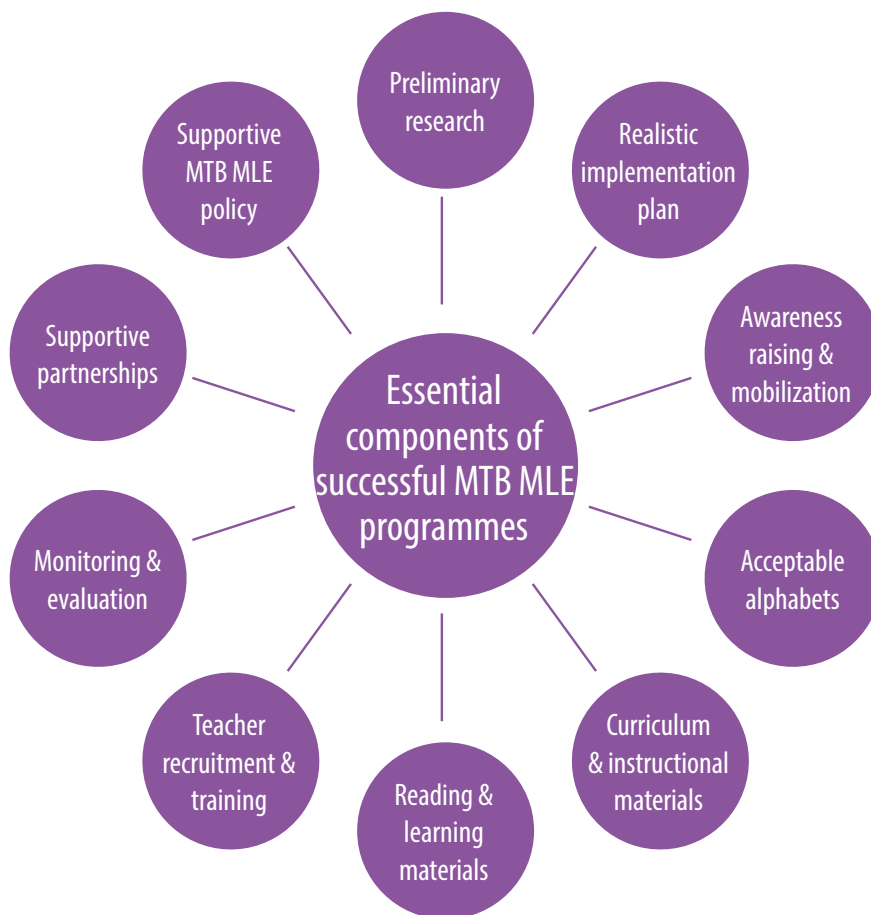 Preliminary
research
Realistic
implementation
plan
Awareness
raising &
mobilization
Acceptable
alphabets
Curriculum
& instructional
materials
Reading &
learning
materials
Teacher
recruitment &
training
Monitoring &
evaluation
Supportive
partnerships
Supportive
MTB MLE
policy
Essential
components of
successful MTB MLE
programmes